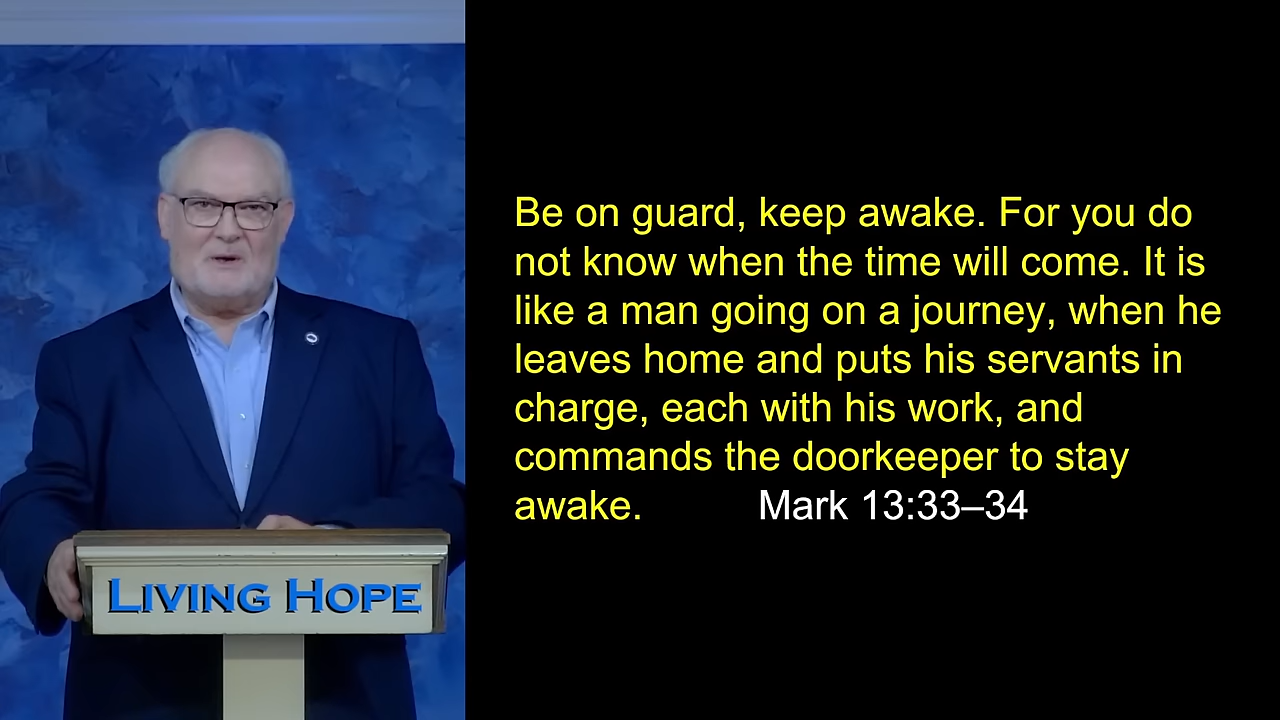 Be on guard, keep awake. For you do
not know when the time will come. It is
like a man going on a journey, when he
leaves home and puts his servants in
charge, each with his work, and
commands the doorkeeper to stay
awake. Mark 13:33–34
LIVING HOPE